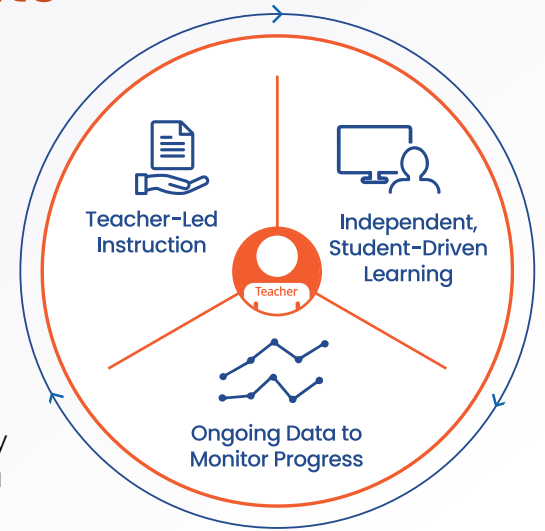 Teacher-Led
Instruction
Independent,
Student-Driven
Learning
Teacher
Ongoing Data to
Monitor Progress